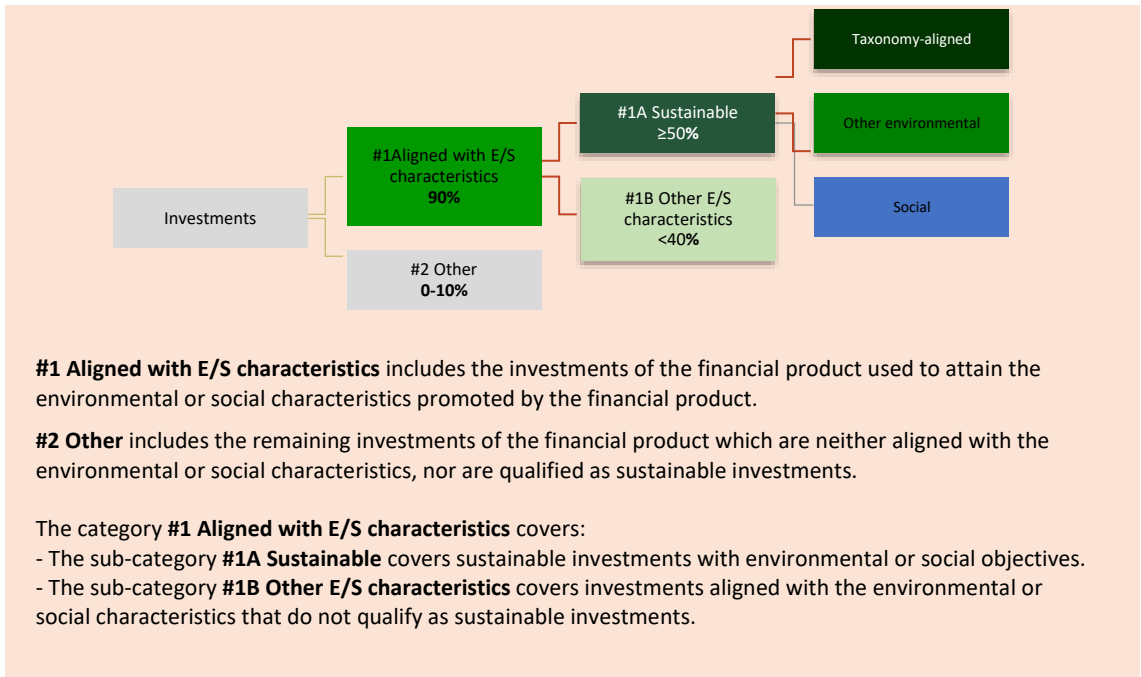 Taxonomy-aligned
#1A Sustainable
≥50%
Other environmental
#1Aligned with E/S
characteristics
90%
#1B Other E/S
characteristics
<40%
Social
Investments
#2 Other
0-10%
#1 Aligned with E/S characteristics includes the investments of the financial product used to attain the
environmental or social characteristics promoted by the financial product.
#2 Other includes the remaining investments of the financial product which are neither aligned with the
environmental or social characteristics, nor are qualified as sustainable investments.
The category #1 Aligned with E/S characteristics covers:
- The sub-category #1A Sustainable covers sustainable investments with environmental or social objectives.
- The sub-category #1B Other E/S characteristics covers investments aligned with the environmental or
social characteristics that do not qualify as sustainable investments.